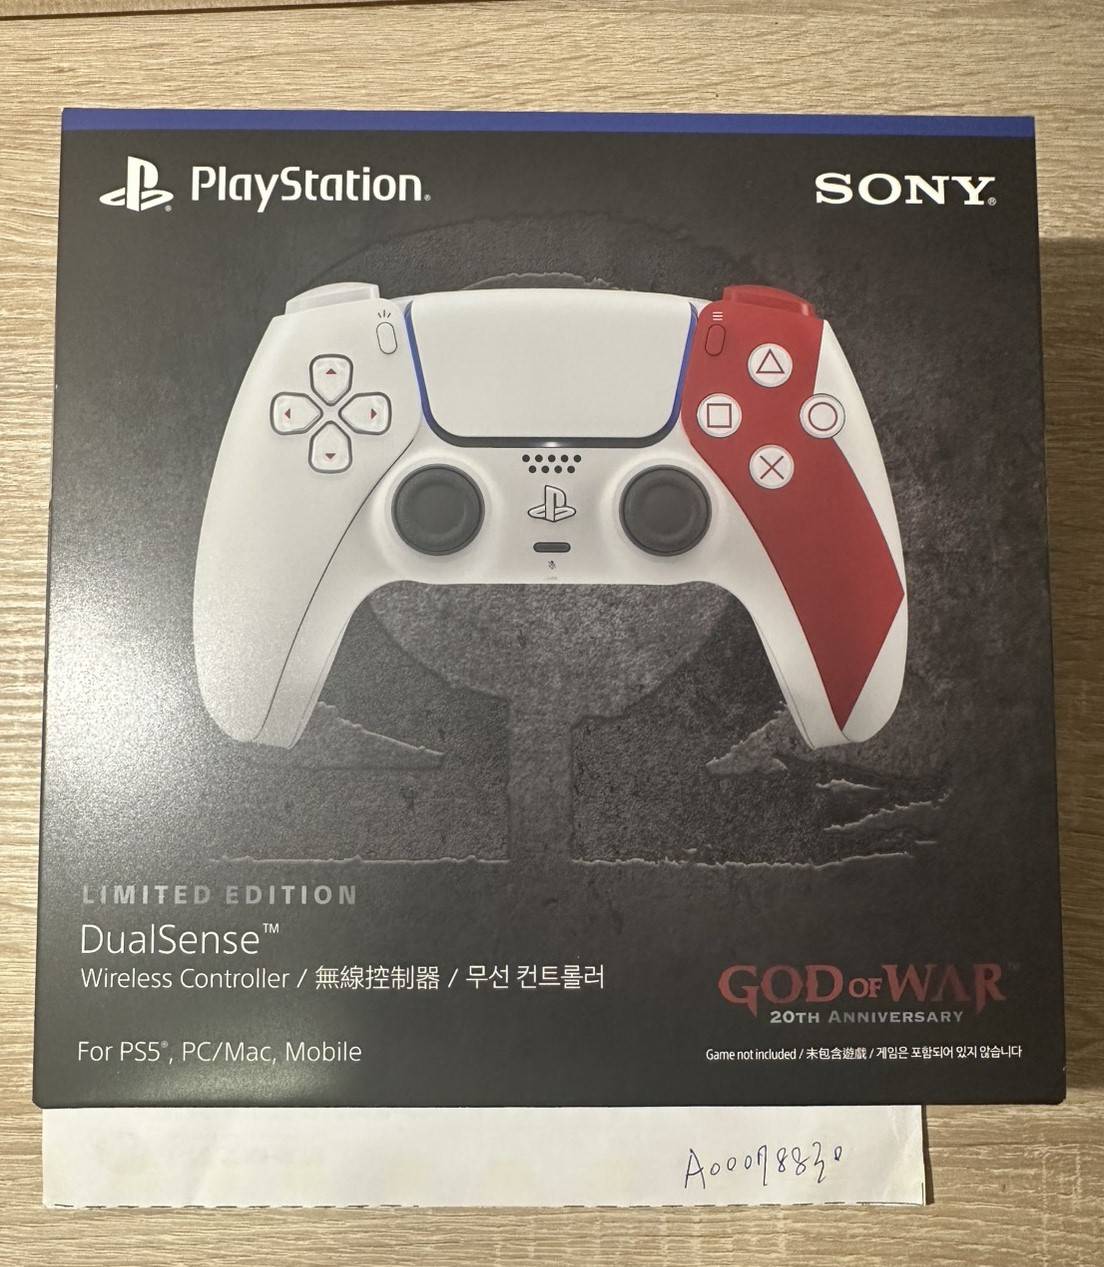 PlayStation®
SONY®
LIMITED EDITION
DualSense™
Wireless Controller / 無線控制器 / 무선 컨트롤러
For PS5®, PC/Mac, Mobile
GOD OF WAR™
20TH ANNIVERSARY
Game not included / 未包含遊戲 / 게임은 포함되어 있지 않습니다
A00078830